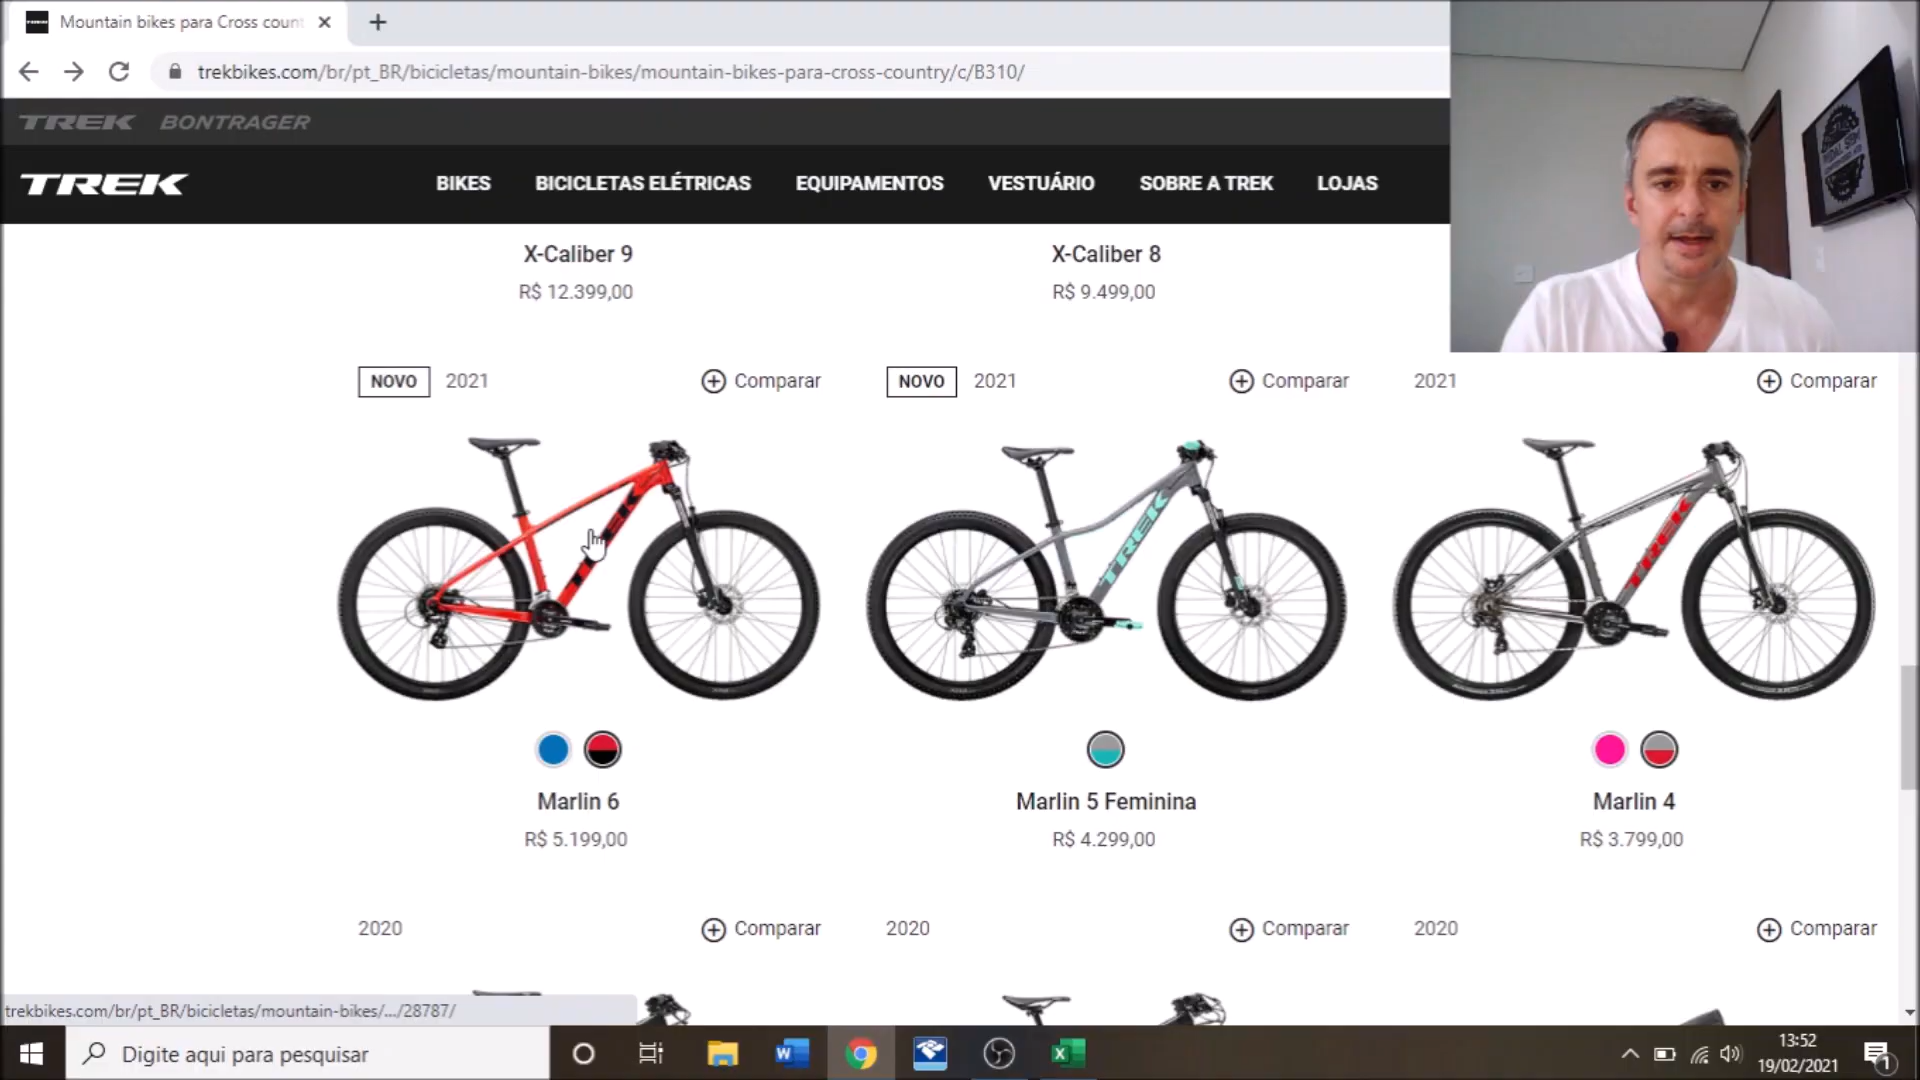 Mountain bikes para Cross count
trekbikes.com/br/pt_BR/bicicletas/mountain-bikes/mountain-bikes-para-cross-country/c/B310/
TREK BONTRAGER
TREK BIKES BICICLETAS ELÉTRICAS EQUIPAMENTOS VESTUÁRIO SOBRE A TREK LOJAS
X-Caliber 9
R$ 12.399,00
X-Caliber 8
R$ 9.499,00
NOVO 2021 Comparar
NOVO 2021 Comparar
2021 Comparar
TREK
TREK
TREK
Marlin 6
R$ 5.199,00
Marlin 5 Feminina
R$ 4.299,00
Marlin 4
R$ 3.799,00
2020 Comparar
2020 Comparar
2020 Comparar
trekbikes.com/br/pt_BR/bicicletas/mountain-bikes/.../28787/
Digite aqui para pesquisar
13:52
19/02/2021
1